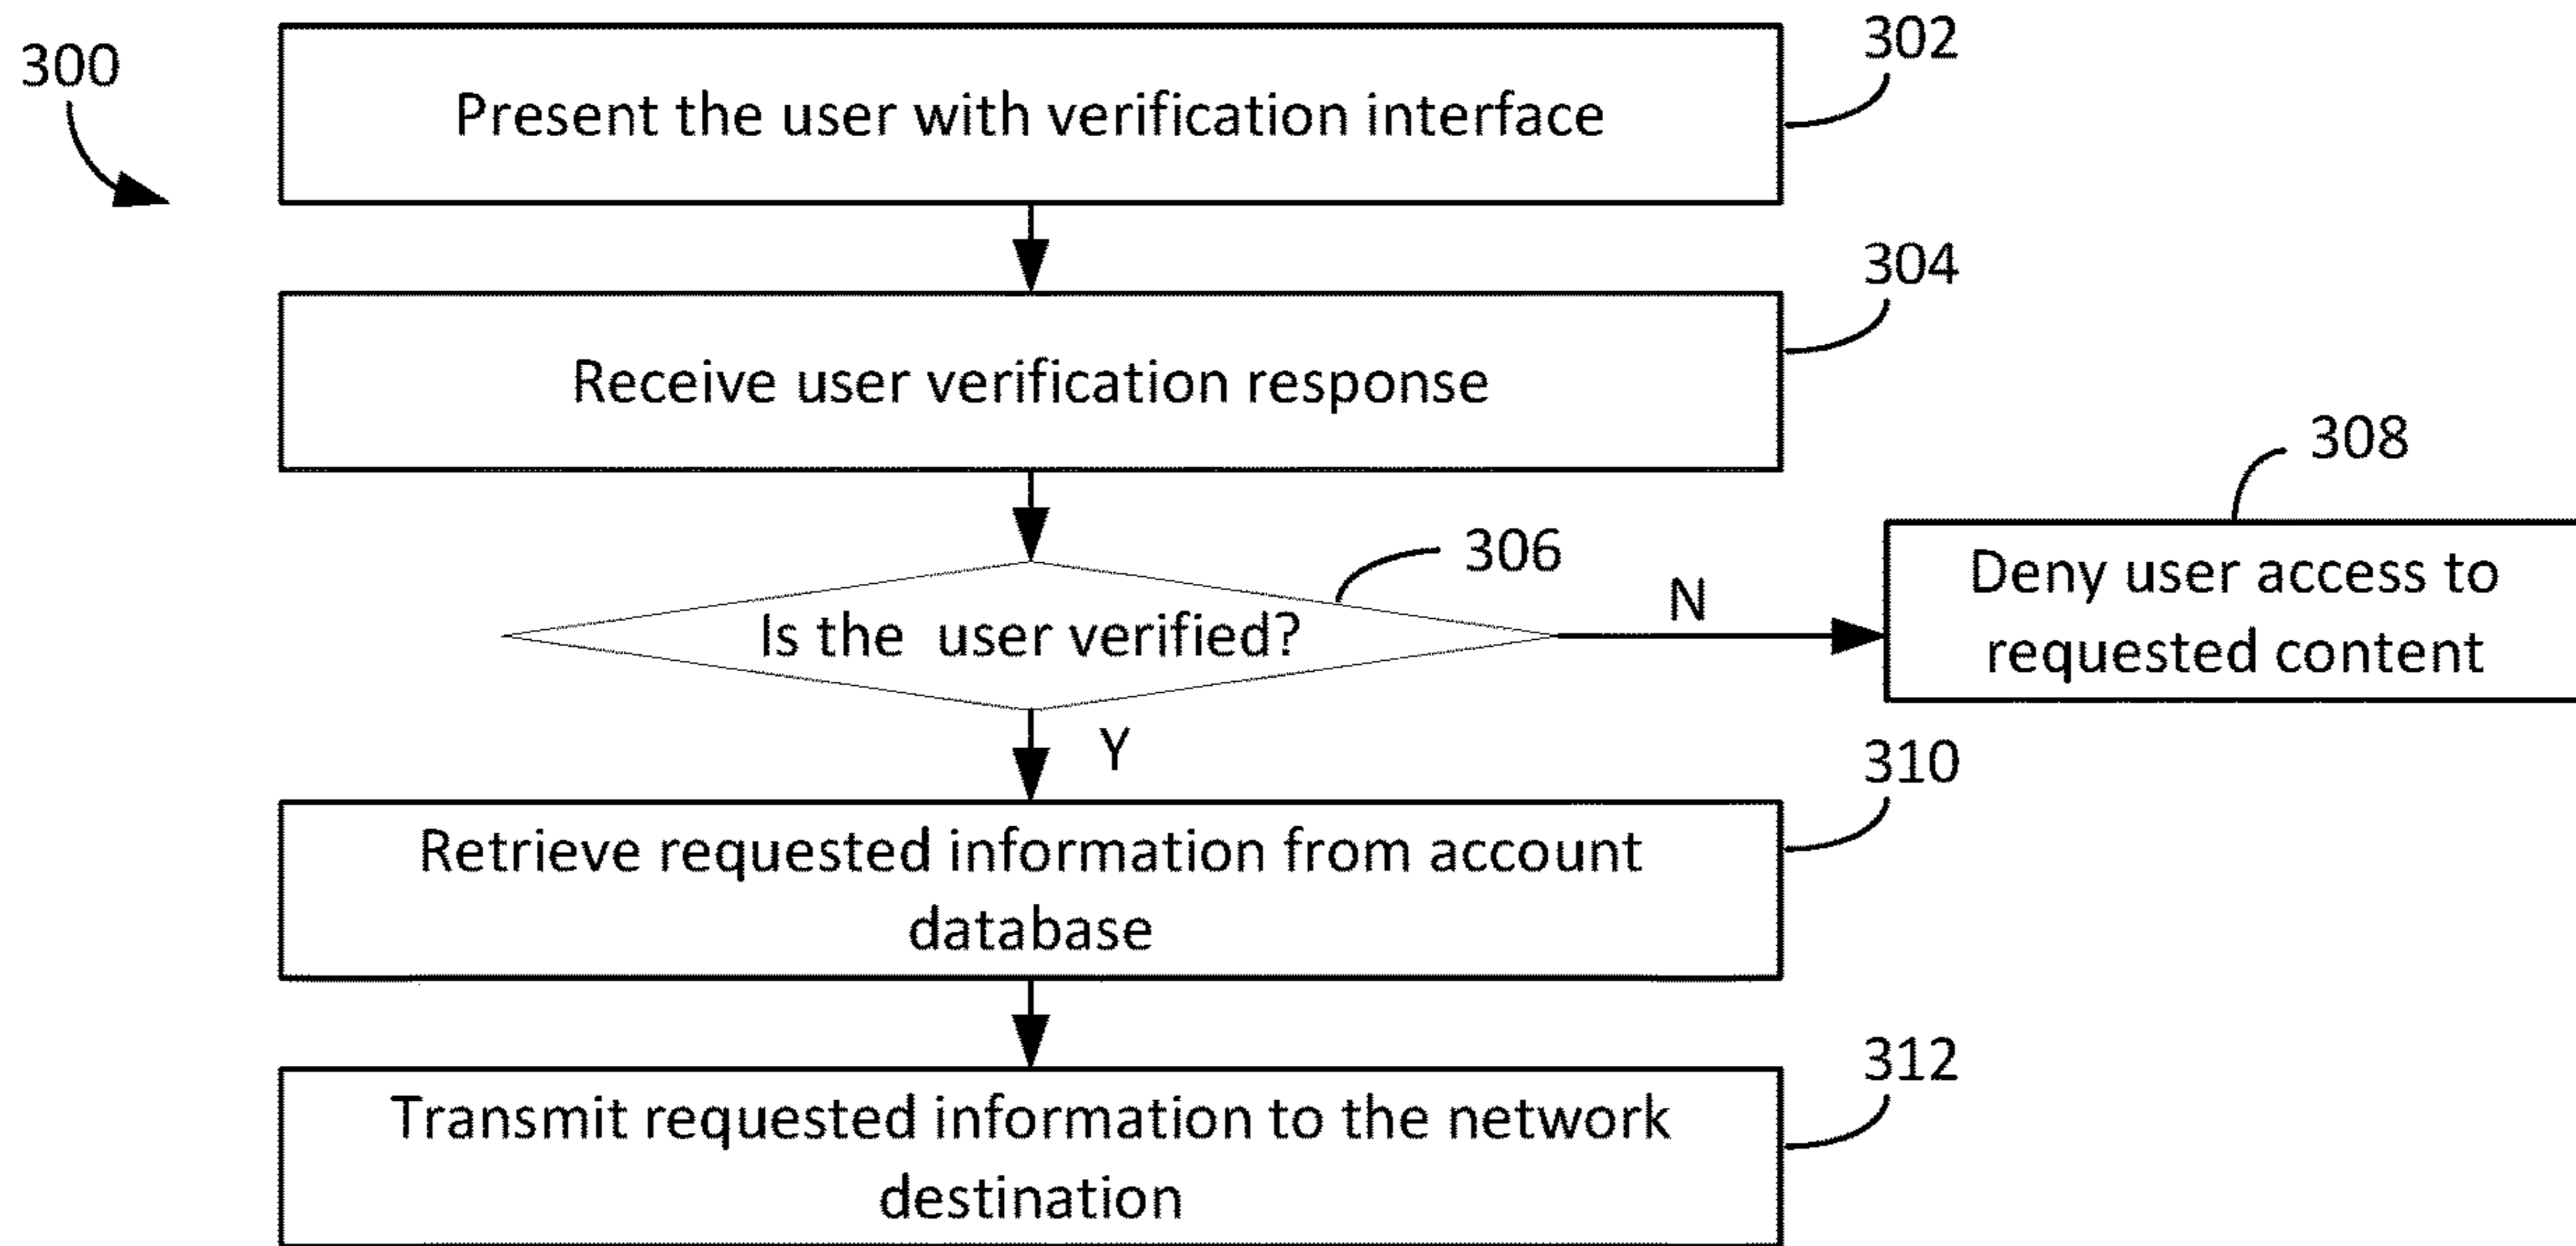 300
302
Present the user with verification interface
304
Receive user verification response
306
Is the user verified?
N
308
Deny user access to
requested content
Y
310
Retrieve requested information from account
database
312
Transmit requested information to the network
destination